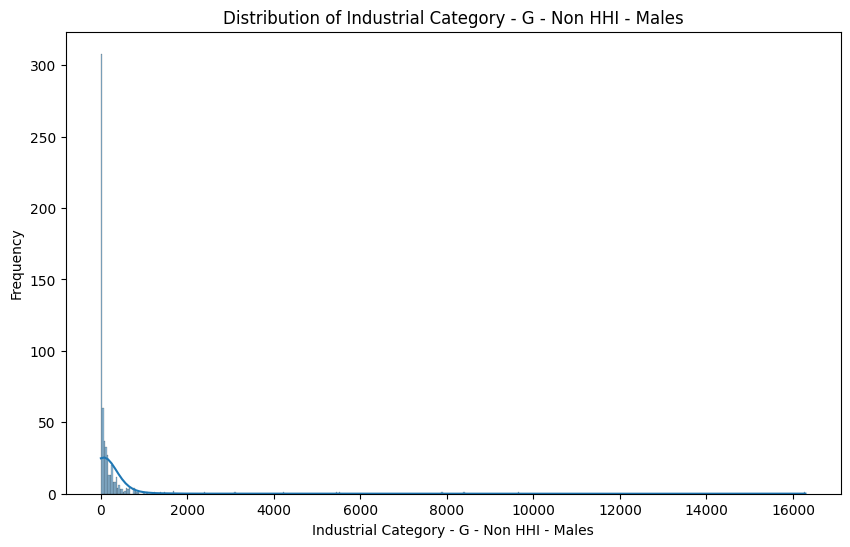 Distribution of Industrial Category - G - Non HHI - Males
300
250
200
150
100
50
0
Frequency
0 2000 4000 6000 8000 10000 12000 14000 16000
Industrial Category - G - Non HHI - Males